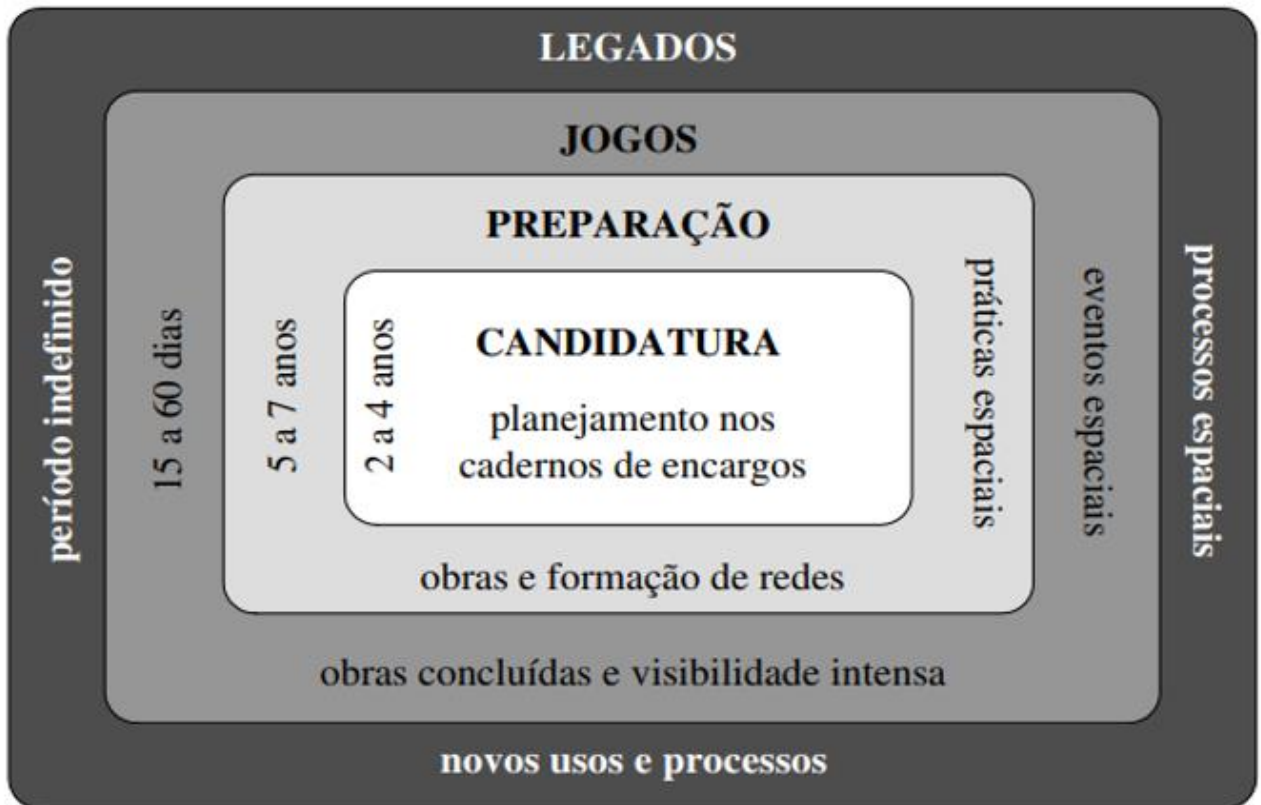 LEGADOS
JOGOS
PREPARAÇÃO
CANDIDATURA
planejamento nos
cadernos de encargos
período indefinido
15 a 60 dias
5 a 7 anos
2 a 4 anos
práticas espaciais
eventos espaciais
processos espaciais
obras e formação de redes
obras concluídas e visibilidade intensa
novos usos e processos